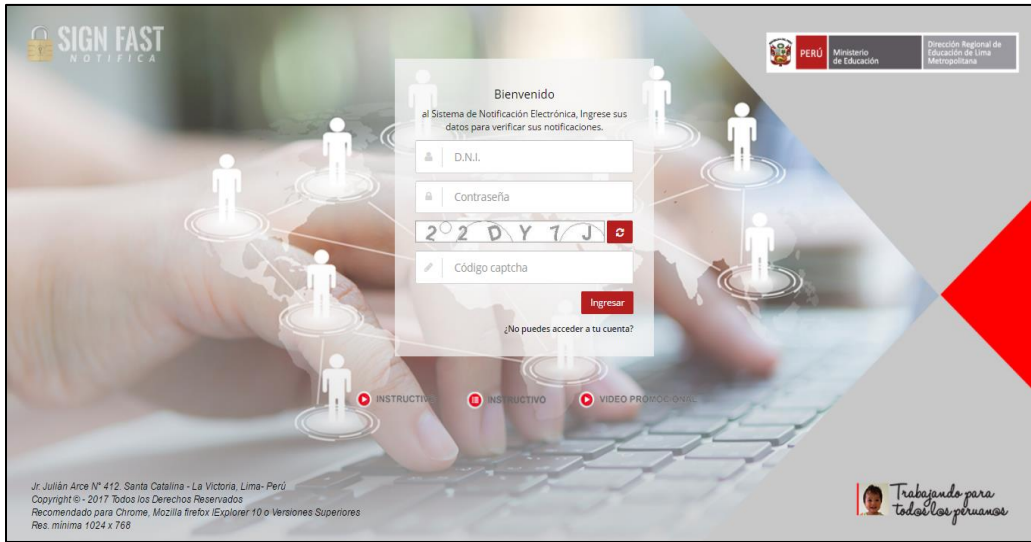 SIGN FAST
NOTIFICA
PERÚ
Ministerio
de Educación
Dirección Regional de
Educación de Lima
Metropolitana
Bienvenido
al Sistema de Notificación Electrónica, Ingrese sus
datos para verificar sus notificaciones.
D.N.I.
Contraseña
2 2 D Y 7 J
Código captcha
Ingresar
¿No puedes acceder a tu cuenta?
INSTRUCTIVO INSTRUCTIVO VIDEO PROMOCIONAL
Jr. Julián Arce N° 412. Santa Catalina - La Victoria, Lima- Perú
Copyright © - 2017 Todos los Derechos Reservados
Recomendado para Chrome, Mozilla firefox IExplorer 10 o Versiones Superiores
Res. mínima 1024 x 768
Trabajando para
todos los peruanos